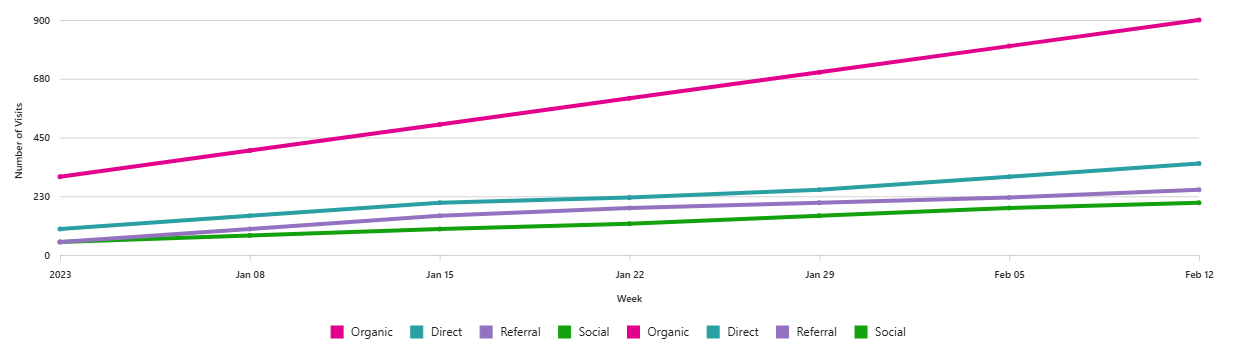 900
680
450
230
0
Number of Visits
2023 Jan 08 Jan 15 Jan 22 Jan 29 Feb 05 Feb 12
Week
Organic Direct Referral Social Organic Direct Referral Social